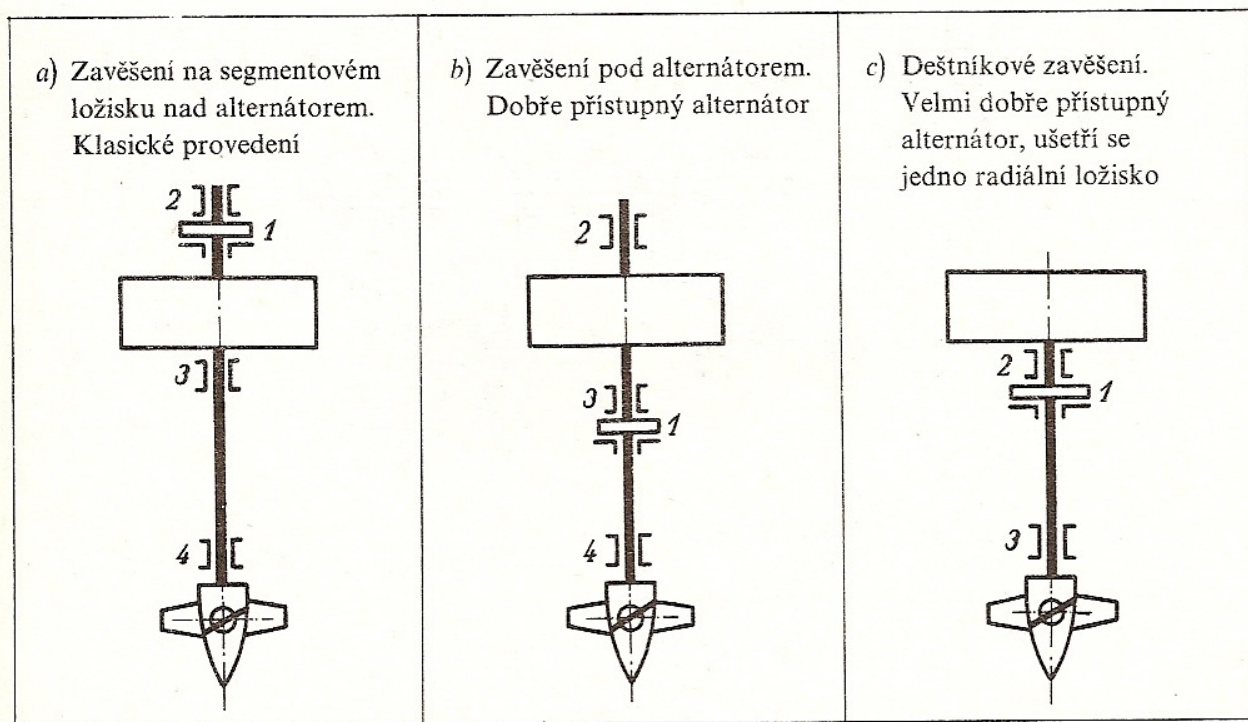 a) Zavěšení na segmentovém
ložisku nad alternátorem.
Klasické provedení
2
1
3
4
b) Zavěšení pod alternátorem.
Dobře přístupný alternátor
2
3
1
4
c) Deštníkové zavěšení.
Velmi dobře přístupný
alternátor, ušetří se
jedno radiální ložisko
2
1
3